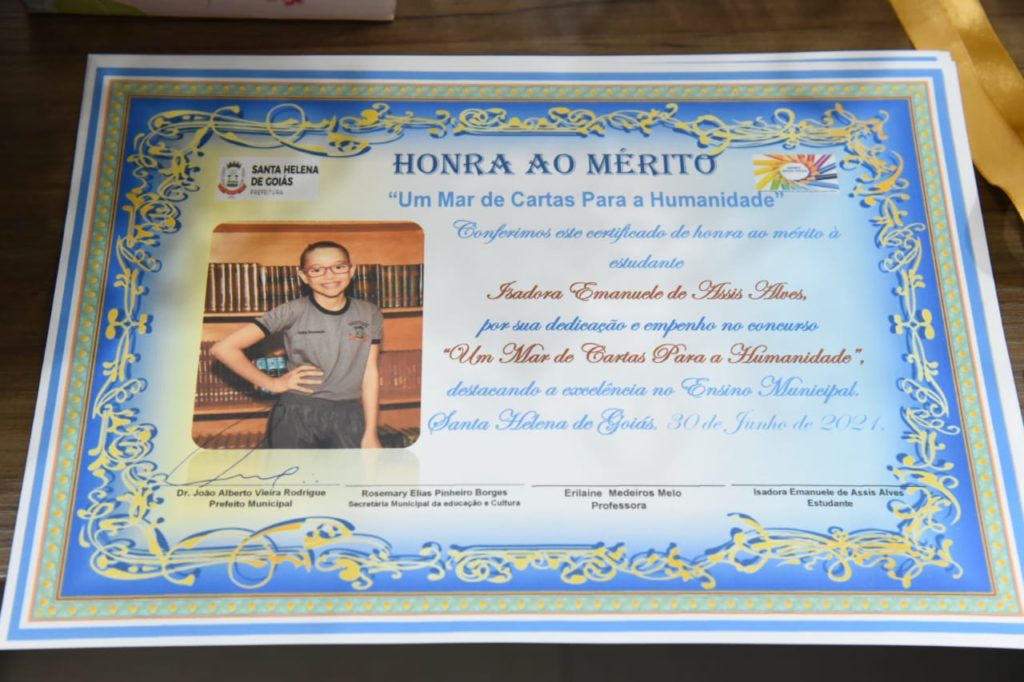 SANTA HELENA
DE GOIÁS
PREFEITURA
HONRA AO MÉRITO
“Um Mar de Cartas Para a Humanidade”
Conferimos este certificado de honra ao mérito à
estudante
Isadora Emanuele de Assis Alves,
por sua dedicação e empenho no concurso
“Um Mar de Cartas Para a Humanidade”,
destacando a excelência no Ensino Municipal.
Santa Helena de Goiás, 30 de Junho de 2021.
Dr. João Alberto Vieira Rodrigue
Prefeito Municipal
Rosemary Elias Pinheiro Borges
Secretária Municipal da educação e Cultura
Erilaine Medeiros Melo
Professora
Isadora Emanuele de Assis Alves
Estudante